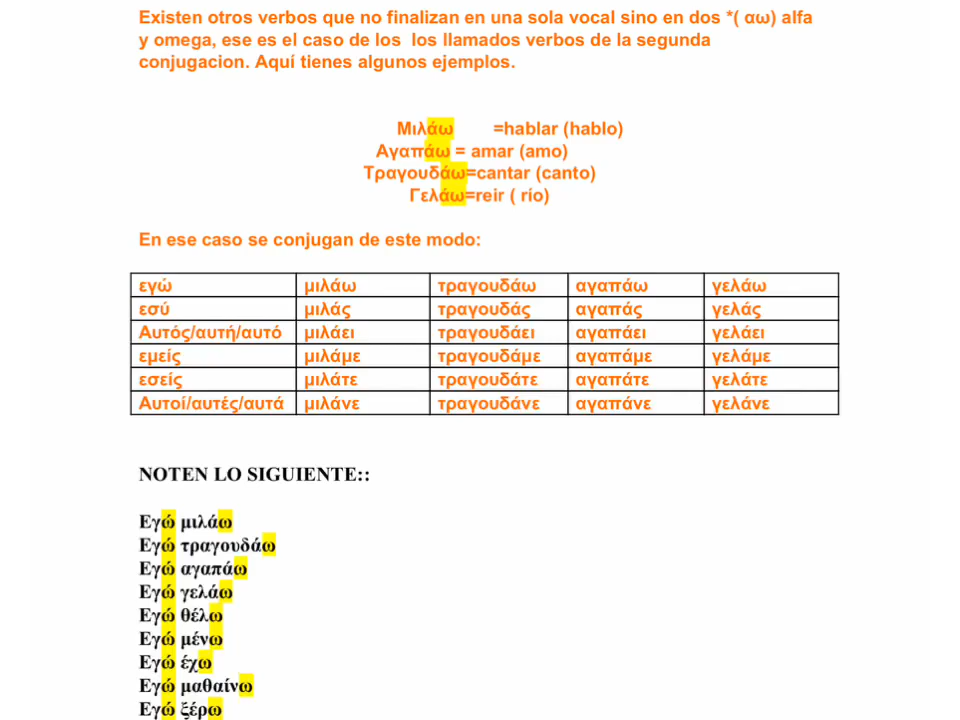 Existen otros verbos que no finalizan en una sola vocal sino en dos *( αω) alfa
y omega, ese es el caso de los los llamados verbos de la segunda
conjugacion. Aquí tienes algunos ejemplos.
Μιλάω =hablar (hablo)
Αγαπάω = amar (amo)
Τραγουδάω=cantar (canto)
Γελάω=reir ( río)
En ese caso se conjugan de este modo:
εγώ μιλάω τραγουδάω αγαπάω γελάω
εσύ μιλάς τραγουδάς αγαπάς γελάς
Αυτός/αυτή/αυτό μιλάει τραγουδάει αγαπάει γελάει
εμείς μιλάμε τραγουδάμε αγαπάμε γελάμε
εσείς μιλάτε τραγουδάτε αγαπάτε γελάτε
Αυτοί/αυτές/αυτά μιλάνε τραγουδάνε αγαπάνε γελάνε
NOTEN LO SIGUIENTE::
Εγώ μιλάω
Εγώ τραγουδάω
Εγώ αγαπάω
Εγώ γελάω
Εγώ θέλω
Εγώ μένω
Εγώ έχω
Εγώ μαθαίνω
Εγώ ξέρω